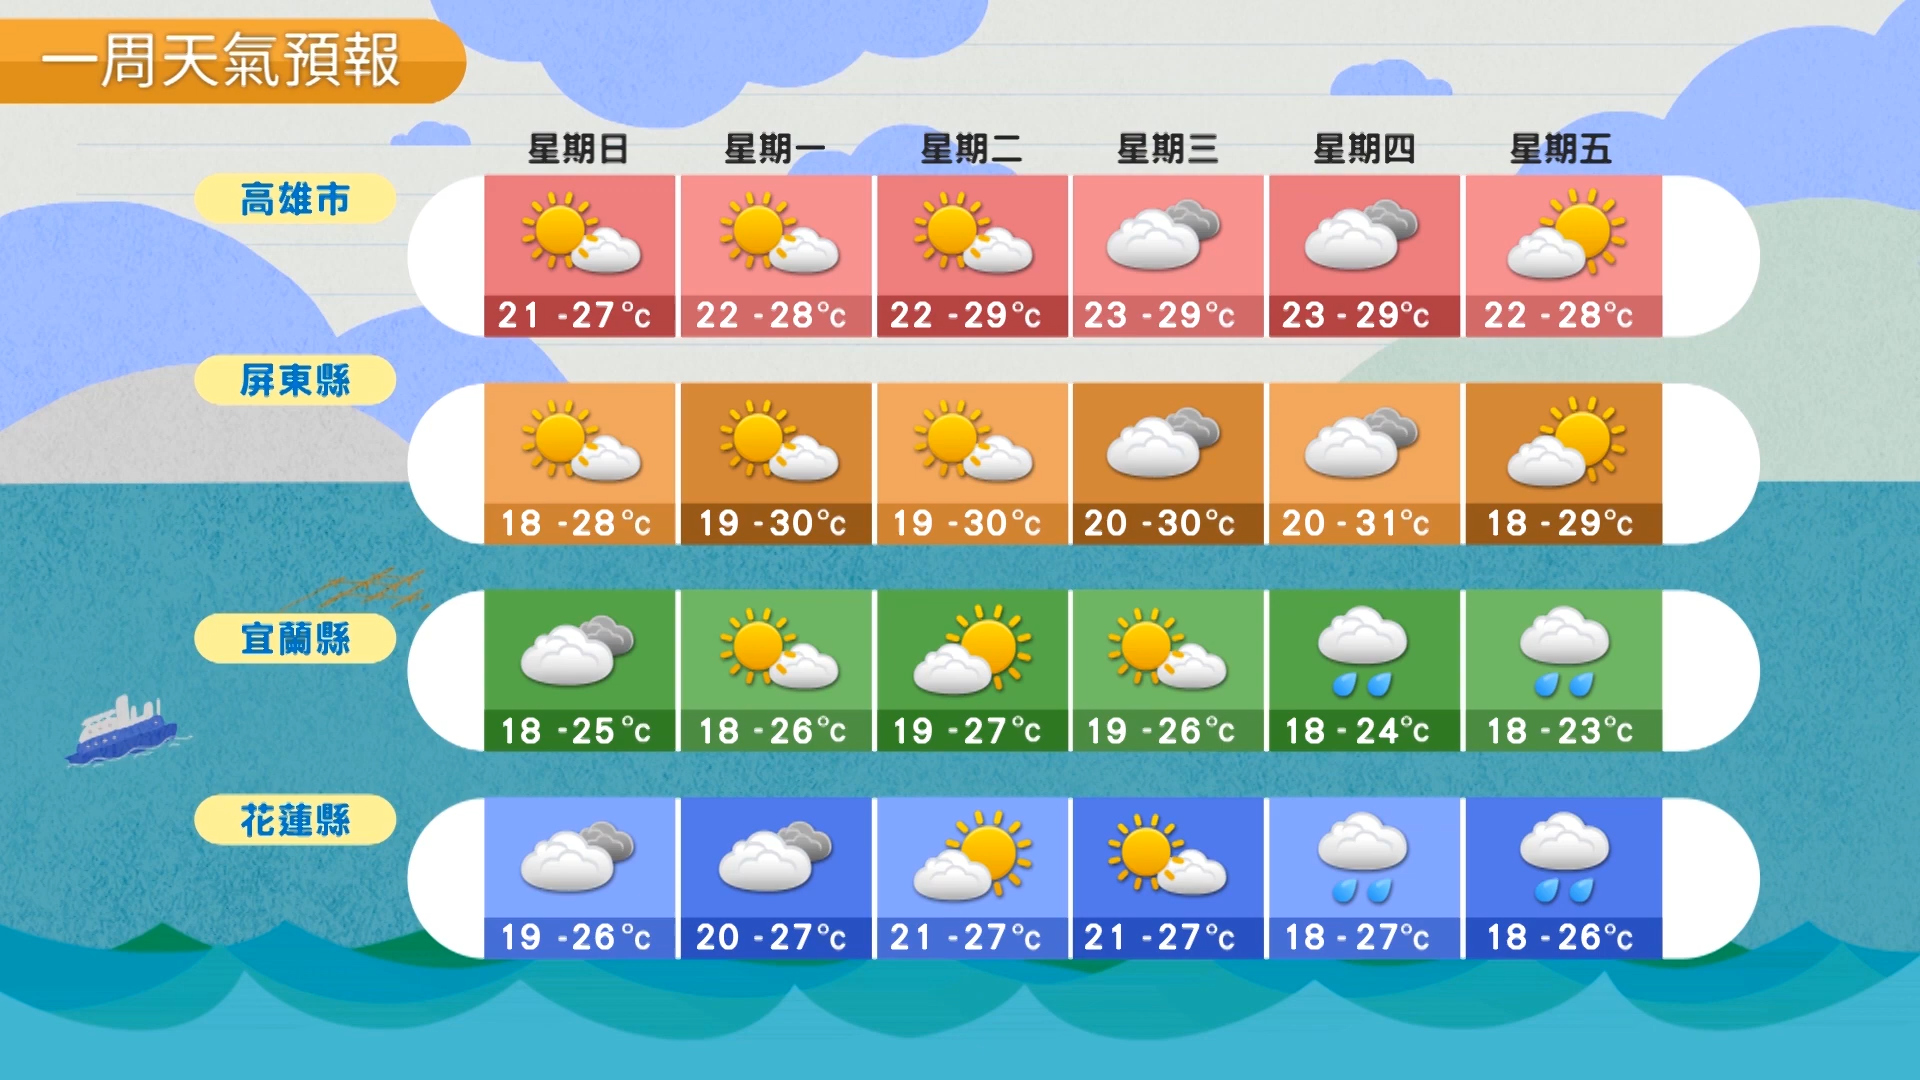 一周天氣預報
星期日 星期一 星期二 星期三 星期四 星期五
高雄市
21 -27°C 22 -28°C 22 -29°C 23 -29°C 23 -29°C 22 -28°C
屏東縣
18 -28°C 19 -30°C 19 -30°C 20 -30°C 20 -31°C 18 -29°C
宜蘭縣
18 -25°C 18 -26°C 19 -27°C 19 -26°C 18 -24°C 18 -23°C
花蓮縣
19 -26°C 20 -27°C 21 -27°C 21 -27°C 18 -27°C 18 -26°C